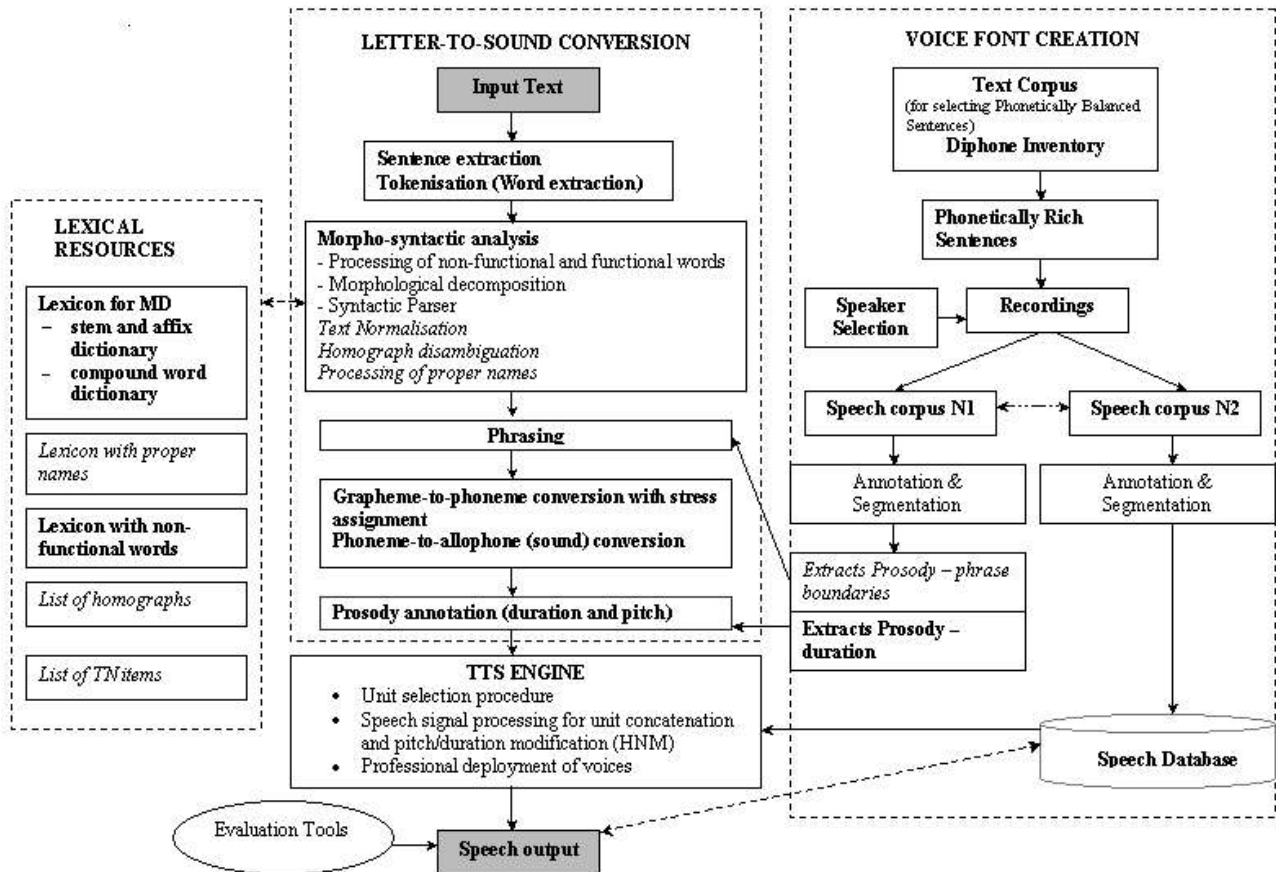 LETTER-TO-SOUND CONVERSION
Input Text
Sentence extraction
Tokenisation (Word extraction)
Morpho-syntactic analysis
- Processing of non-functional and functional words
- Morphological decomposition
- Syntactic Parser
Text Normalisation
Homograph disambiguation
Processing of proper names
Phrasing
Grapheme-to-phoneme conversion with stress
assignment
Phoneme-to-allophone (sound) conversion
Prosody annotation (duration and pitch)
LEXICAL
RESOURCES
Lexicon for MD
– stem and affix
dictionary
– compound word
dictionary
Lexicon with proper
names
Lexicon with non-
functional words
List of homographs
List of TN items
TTS ENGINE
• Unit selection procedure
• Speech signal processing for unit concatenation
and pitch/duration modification (HNM)
• Professional deployment of voices
Evaluation Tools
Speech output
VOICE FONT CREATION
Text Corpus
(for selecting Phonetically Balanced
Sentences)
Diphone Inventory
Phonetically Rich
Sentences
Speaker
Selection
Recordings
Speech corpus N1
Speech corpus N2
Annotation &
Segmentation
Annotation &
Segmentation
Extracts Prosody – phrase
boundaries
Extracts Prosody –
duration
Speech Database